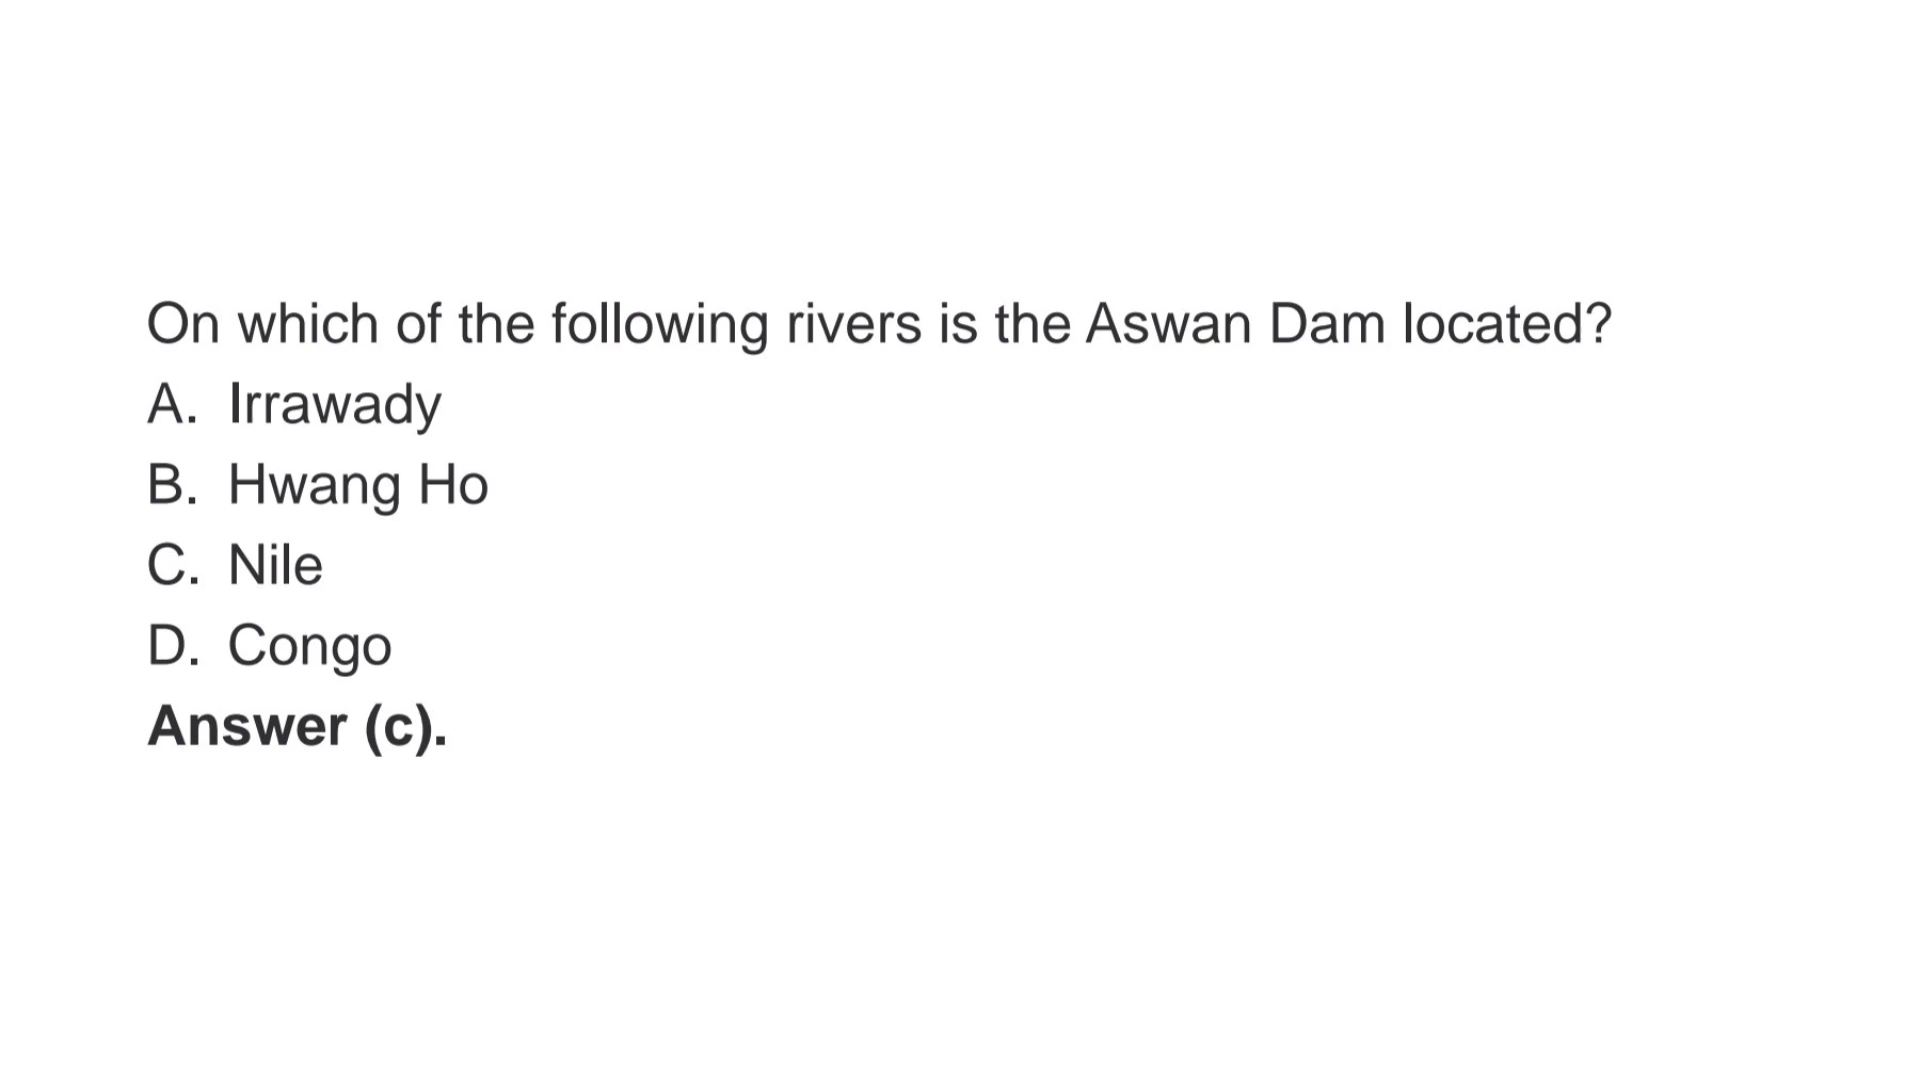 On which of the following rivers is the Aswan Dam located?
A. Irrawady
B. Hwang Ho
C. Nile
D. Congo
Answer (c).